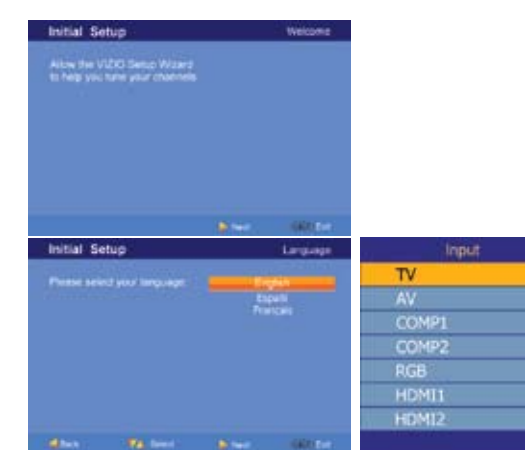 Initial Setup Welcome
Allow the VIZIO Setup Wizard
to help you tune your channels
Next Exit
Initial Setup Language
Please select your language English
Español
Français
Back Select Next Exit
Input
TV
AV
COMP1
COMP2
RGB
HDMI1
HDMI2